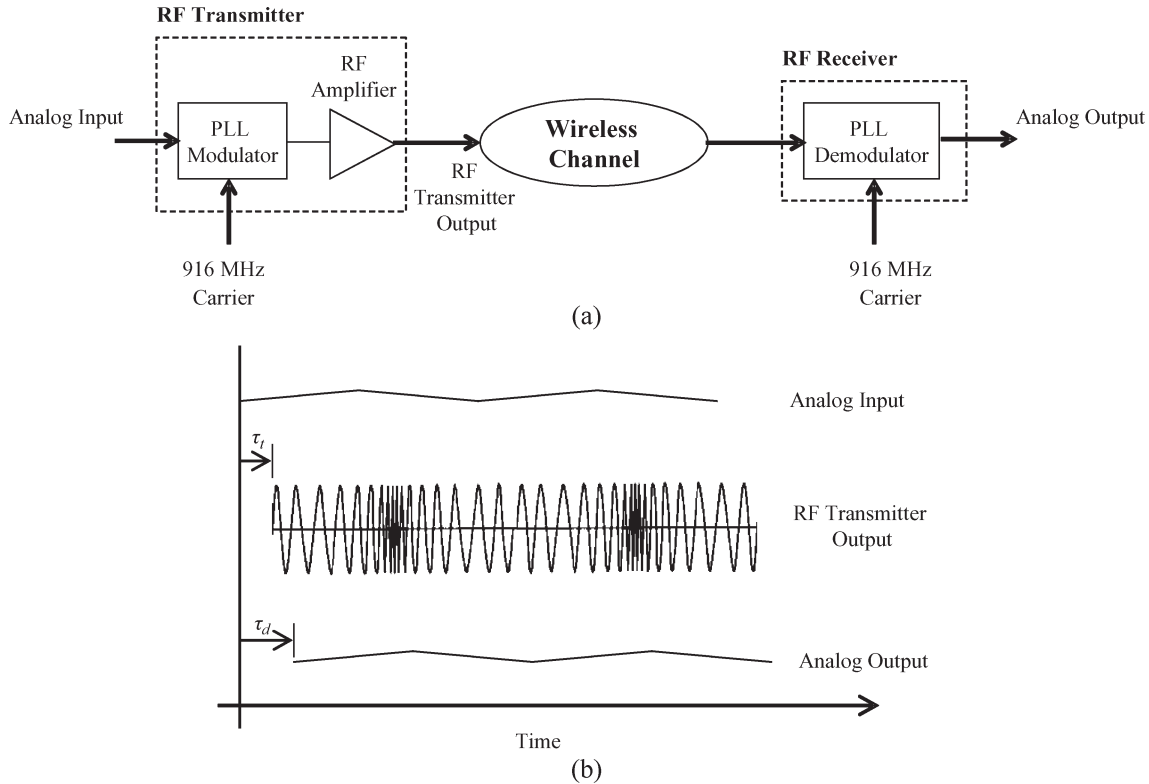 RF Transmitter
RF
Amplifier
Analog Input
PLL
Modulator
916 MHz
Carrier
RF
Transmitter
Output
Wireless
Channel
RF Receiver
PLL
Demodulator
Analog Output
916 MHz
Carrier
(a)
Analog Input
τt
RF Transmitter
Output
τd
Analog Output
Time
(b)